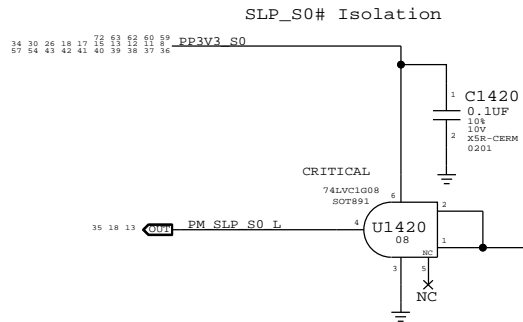 SLP_S0# Isolation
72 63 62 60 59
34 30 26 18 17 15 13 12 11 8
57 54 43 42 41 40 39 38 37 36
PP3V3_S0
1
C1420
0.1UF
10%
10V
2
X5R-CERM
0201
CRITICAL
74LVC1G08
SOT891
6
35 18 13
OUT
PM_SLP_S0_L
4
U1420
08
2
1
NC
3
5
NC